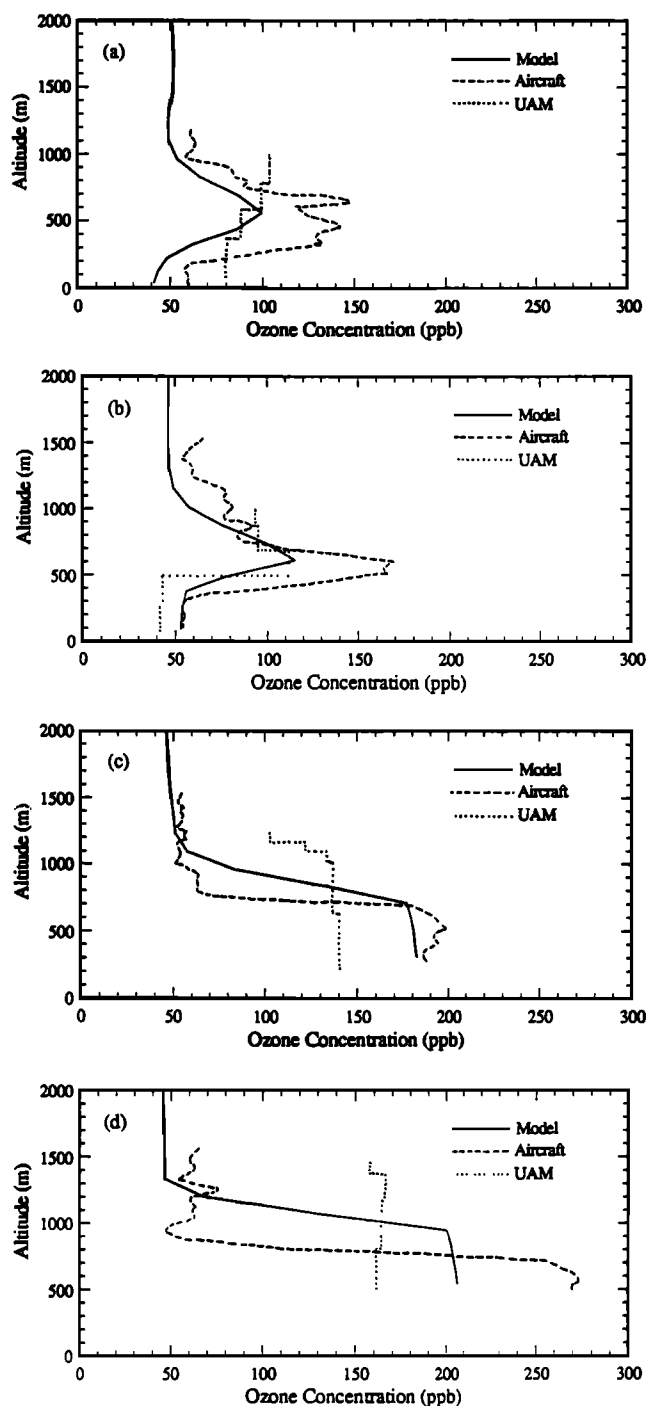 (a)
Model
Aircraft
UAM
Altitude (m)
2000
1500
1000
500
0
0 50 100 150 200 250 300
Ozone Concentration (ppb)
(b)
Model
Aircraft
UAM
Altitude (m)
2000
1500
1000
500
0
0 50 100 150 200 250 300
Ozone Concentration (ppb)
(c)
Model
Aircraft
UAM
Altitude (m)
2000
1500
1000
500
0
0 50 100 150 200 250 300
Ozone Concentration (ppb)
(d)
Model
Aircraft
UAM
Altitude (m)
2000
1500
1000
500
0
0 50 100 150 200 250 300
Ozone Concentration (ppb)